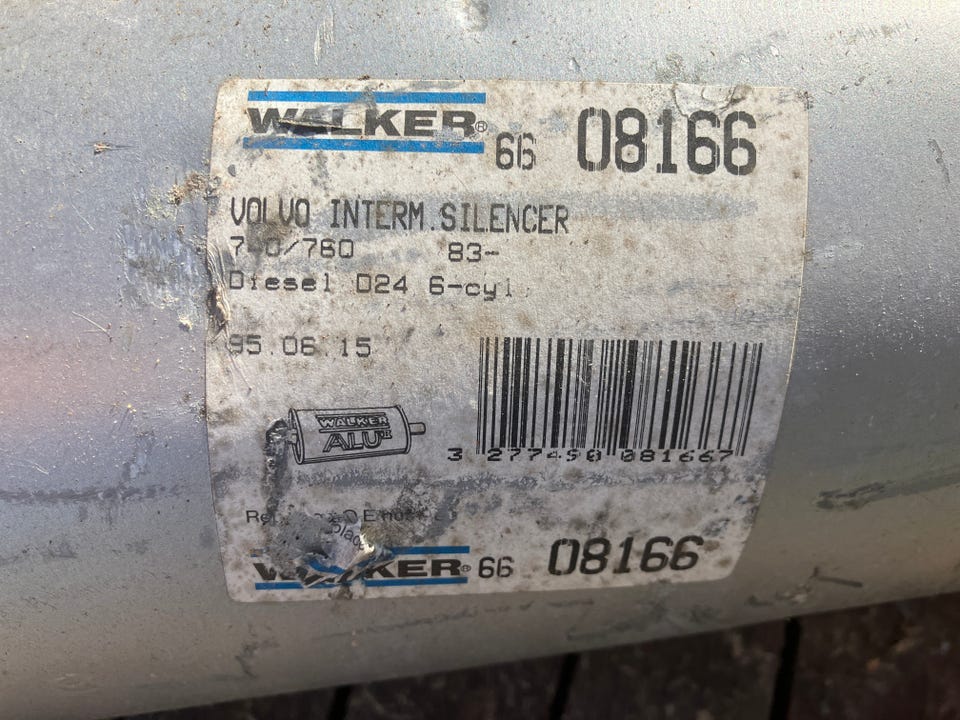 WALKER® 66 08166
VOLVO INTERM.SILENCER
740/760 83-
Diesel D24 6-cyl.
95.06.15
WALKER
ALU
3 277490 081667
WALKER® 66 08166